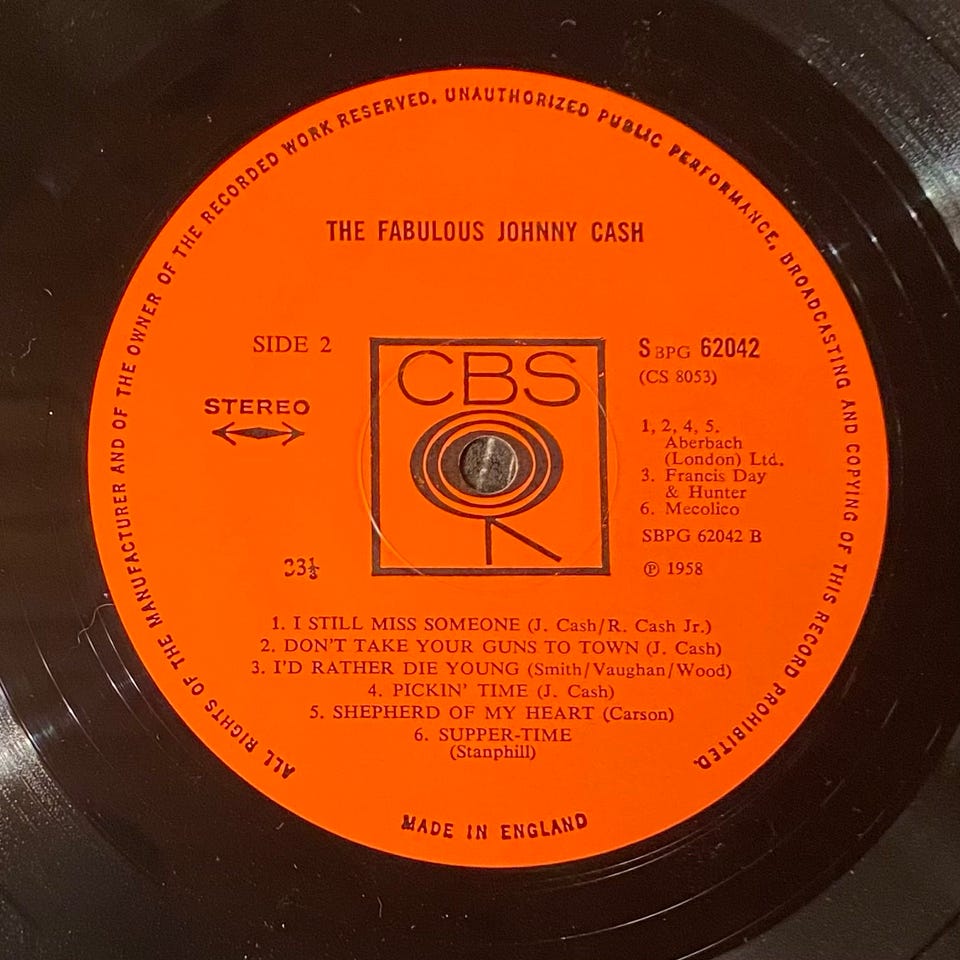 ALL RIGHTS OF THE MANUFACTURER AND OF THE OWNER OF THE RECORDED WORK RESERVED. UNAUTHORIZED PUBLIC PERFORMANCE, BROADCASTING AND COPYING OF THIS RECORD PROHIBITED.
THE FABULOUS JOHNNY CASH
SIDE 2
STEREO
33⅓
CBS
S BPG 62042
(CS 8053)
1, 2, 4, 5.
Aberbach
(London) Ltd.
3. Francis Day
& Hunter
6. Mecolico
SBPG 62042 B
℗ 1958
1. I STILL MISS SOMEONE (J. Cash/R. Cash Jr.)
2. DON'T TAKE YOUR GUNS TO TOWN (J. Cash)
3. I'D RATHER DIE YOUNG (Smith/Vaughan/Wood)
4. PICKIN' TIME (J. Cash)
5. SHEPHERD OF MY HEART (Carson)
6. SUPPER-TIME
(Stanphill)
MADE IN ENGLAND